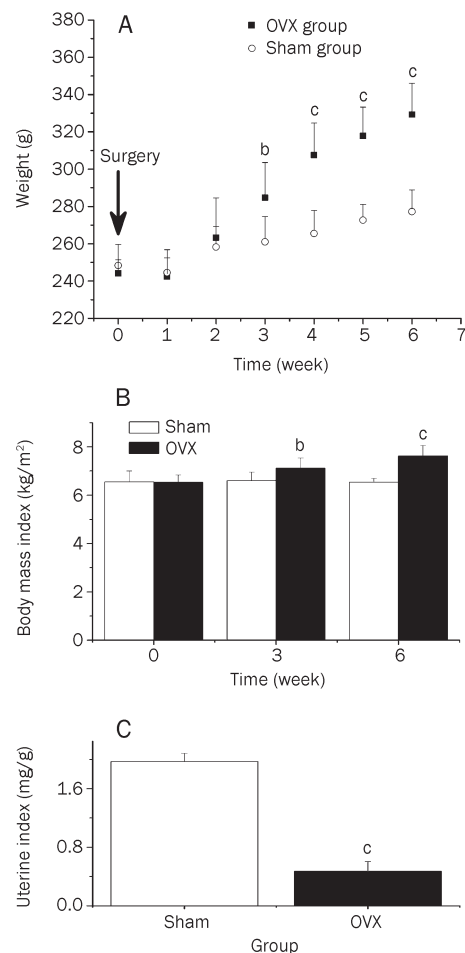 A
OVX group
Sham group
380
360
340
320
300
280
260
240
220
Weight (g)
Surgery
b
c
c
c
0 1 2 3 4 5 6 7
Time (week)
B
Sham
OVX
8
6
4
2
0
Body mass index (kg/m²)
b
c
0 3 6
Time (week)
C
1.6
0.8
0.0
Uterine index (mg/g)
c
Sham OVX
Group